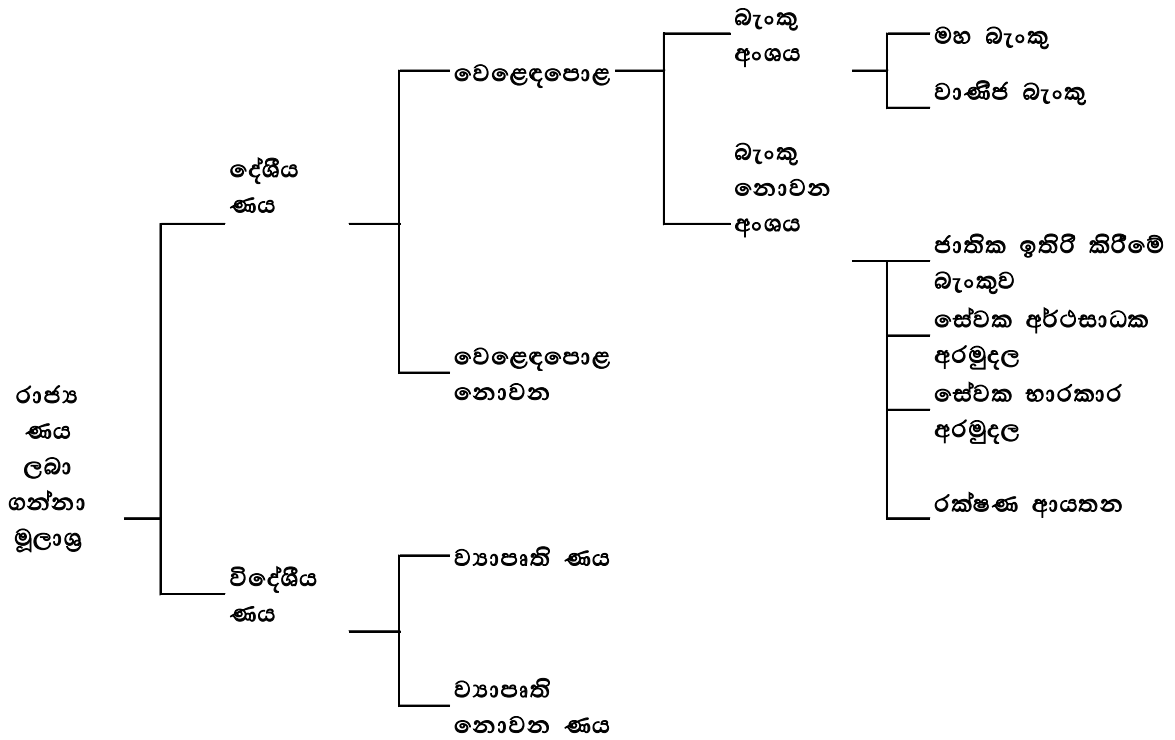 රාජ්‍ය
ණය
ලබා
ගන්නා
මූලාශ්‍ර
දේශීය
ණය
වෙළෙඳපොළ
බැංකු
අංශය
මහ බැංකු
වාණිජ බැංකු
බැංකු
නොවන
අංශය
ජාතික ඉතිරි කිරීමේ
බැංකුව
සේවක අර්ථසාධක
අරමුදල
සේවක භාරකාර
අරමුදල
රක්ෂණ ආයතන
වෙළෙඳපොළ
නොවන
විදේශීය
ණය
ව්‍යාපෘති ණය
ව්‍යාපෘති
නොවන ණය